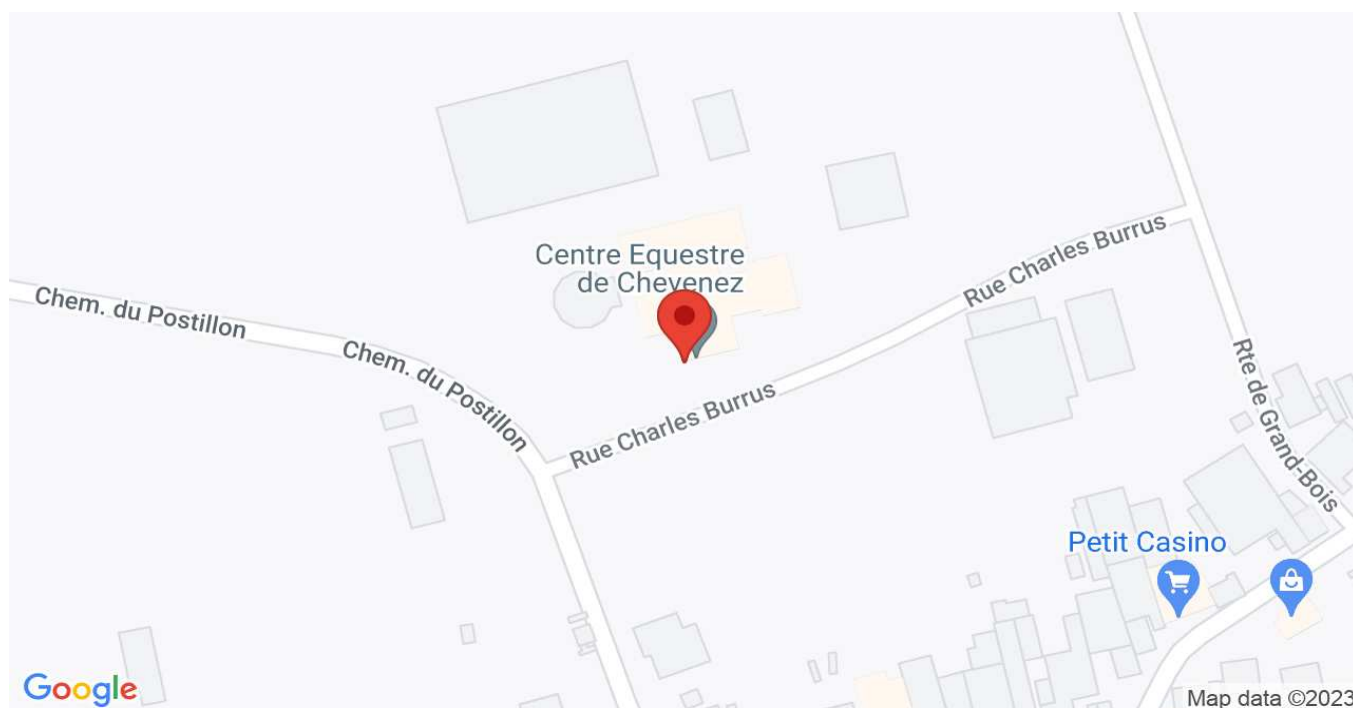 Centre Equestre
de Chevenez
Rue Charles Burrus
Chem. du Postillon
Chem. du Postillon
Rte de Grand-Bois
Rue Charles Burrus
Petit Casino
Google
Map data ©2023